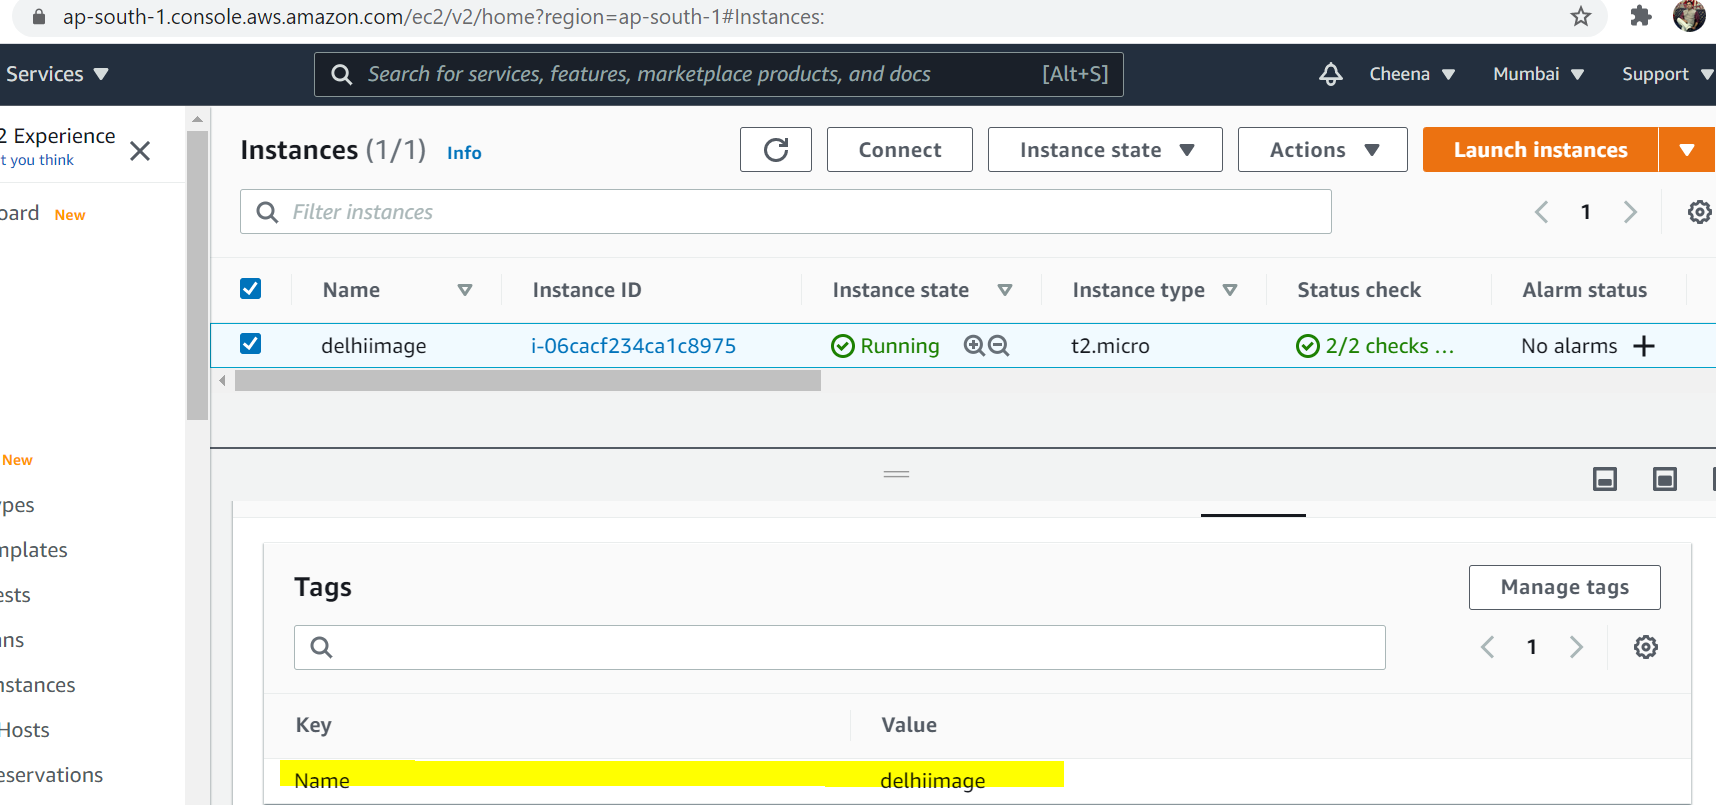 ap-south-1.console.aws.amazon.com/ec2/v2/home?region=ap-south-1#Instances:
Services
Search for services, features, marketplace products, and docs [Alt+S]
Cheena Mumbai Support
2 Experience
t you think
oard New
New
ypes
mplates
ests
ans
nstances
Hosts
eservations
Instances (1/1) Info
Connect Instance state Actions Launch instances
Filter instances
1
Name Instance ID Instance state Instance type Status check Alarm status
delhiimage i-06cacf234ca1c8975 Running t2.micro 2/2 checks ... No alarms
Tags
Manage tags
1
Key Value
Name delhiimage